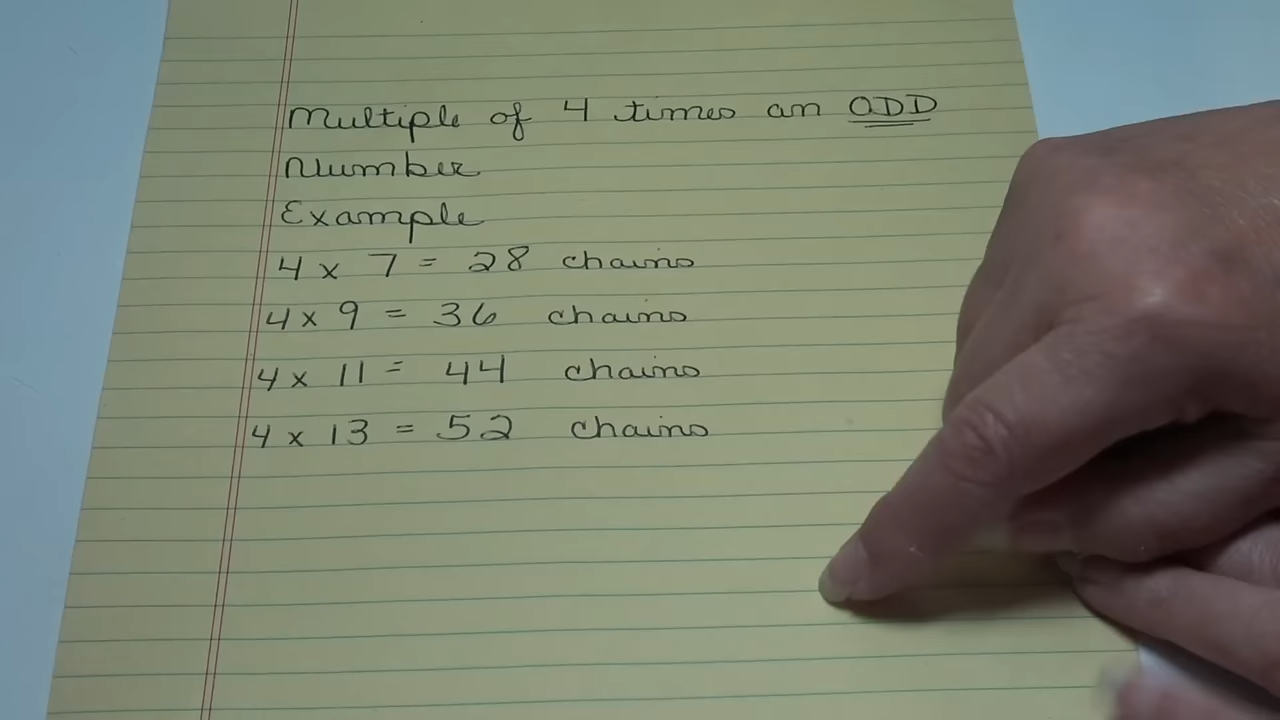 Multiple of 4 times an ODD
Number
Example
4 x 7 = 28 chains
4 x 9 = 36 chains
4 x 11 = 44 chains
4 x 13 = 52 chains